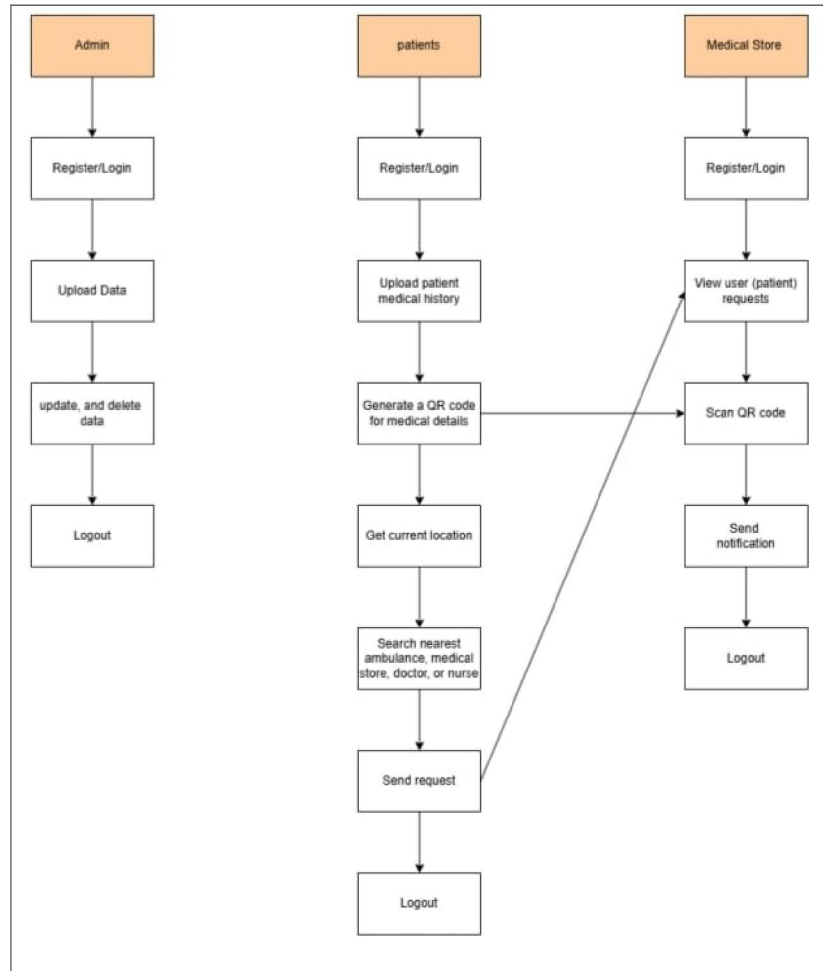 Admin
Register/Login
Upload Data
update, and delete
data
Logout
patients
Register/Login
Upload patient
medical history
Generate a QR code
for medical details
Get current location
Search nearest
ambulance, medical
store, doctor, or nurse
Send request
Logout
Medical Store
Register/Login
View user (patient)
requests
Scan QR code
Send
notification
Logout